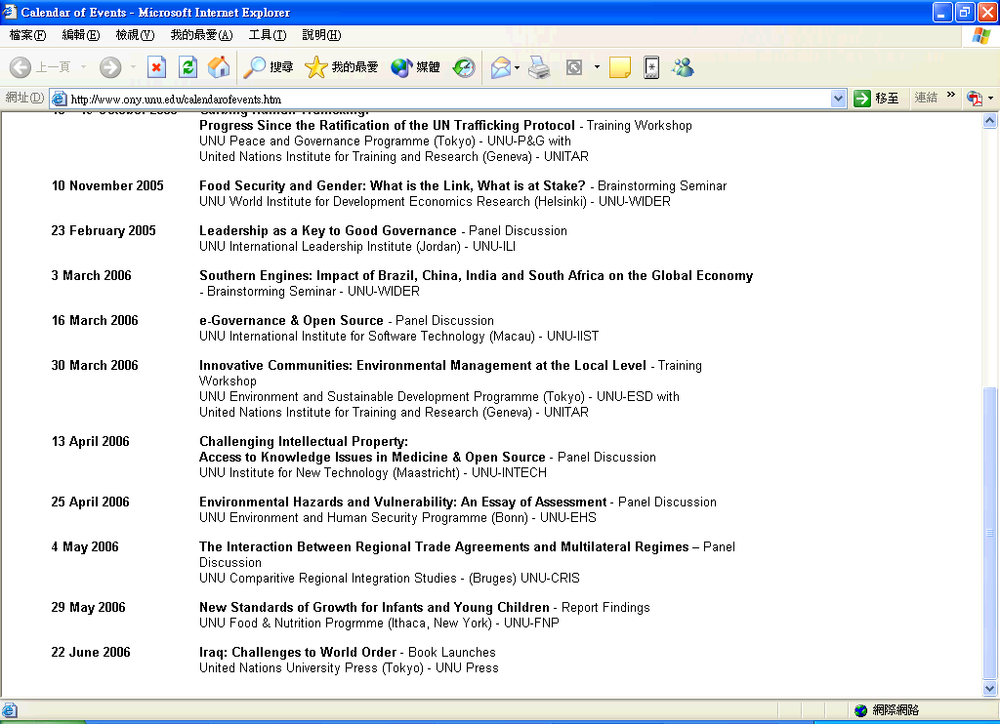 Calendar of Events - Microsoft Internet Explorer
檔案(F) 編輯(E) 檢視(V) 我的最愛(A) 工具(T) 說明(H)
上一頁 搜尋 我的最愛 媒體
網址(D) http://www.ony.unu.edu/calendarofevents.htm 移至 連結 »
October Curbing Human Trafficking:
Progress Since the Ratification of the UN Trafficking Protocol - Training Workshop
UNU Peace and Governance Programme (Tokyo) - UNU-P&G with
United Nations Institute for Training and Research (Geneva) - UNITAR
10 November 2005 Food Security and Gender: What is the Link, What is at Stake? - Brainstorming Seminar
UNU World Institute for Development Economics Research (Helsinki) - UNU-WIDER
23 February 2005 Leadership as a Key to Good Governance - Panel Discussion
UNU International Leadership Institute (Jordan) - UNU-ILI
3 March 2006 Southern Engines: Impact of Brazil, China, India and South Africa on the Global Economy
- Brainstorming Seminar - UNU-WIDER
16 March 2006 e-Governance & Open Source - Panel Discussion
UNU International Institute for Software Technology (Macau) - UNU-IIST
30 March 2006 Innovative Communities: Environmental Management at the Local Level - Training
Workshop
UNU Environment and Sustainable Development Programme (Tokyo) - UNU-ESD with
United Nations Institute for Training and Research (Geneva) - UNITAR
13 April 2006 Challenging Intellectual Property:
Access to Knowledge Issues in Medicine & Open Source - Panel Discussion
UNU Institute for New Technology (Maastricht) - UNU-INTECH
25 April 2006 Environmental Hazards and Vulnerability: An Essay of Assessment - Panel Discussion
UNU Environment and Human Security Programme (Bonn) - UNU-EHS
4 May 2006 The Interaction Between Regional Trade Agreements and Multilateral Regimes – Panel
Discussion
UNU Comparitive Regional Integration Studies - (Bruges) UNU-CRIS
29 May 2006 New Standards of Growth for Infants and Young Children - Report Findings
UNU Food & Nutrition Progrmme (Ithaca, New York) - UNU-FNP
22 June 2006 Iraq: Challenges to World Order - Book Launches
United Nations University Press (Tokyo) - UNU Press
網際網路